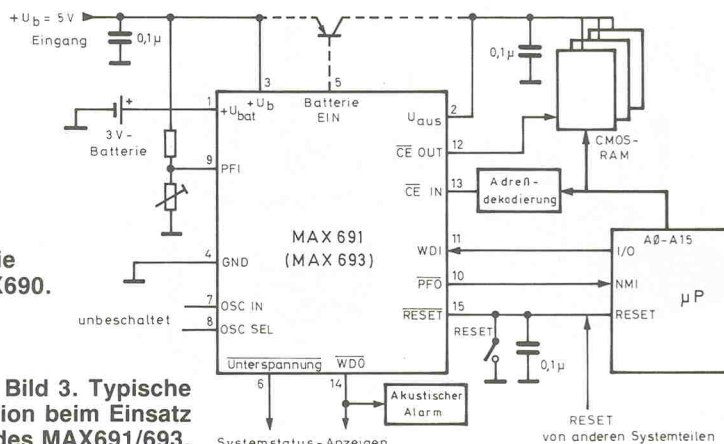 +U_b = 5V
Eingang
0,1µ
0,1µ
3
5
1
+U_bat
+U_b
Batterie
EIN
U_aus
2
12
CE OUT
CMOS-
RAM
3V-
Batterie
9
PFI
CE IN
13
Adreß-
dekodierung
MAX 691
(MAX 693)
WDI
11
I/O
AØ-A15
µP
4
GND
PFO
10
NMI
7
OSC IN
RESET
15
RESET
RESET
unbeschaltet
8
OSC SEL
0,1µ
Unterspannung
WDO
6
14
Akustischer
Alarm
Systemstatus-Anzeigen
RESET
von anderen Systemteilen
ie
X690.
Bild 3. Typische
ion beim Einsatz
des MAX691/693.